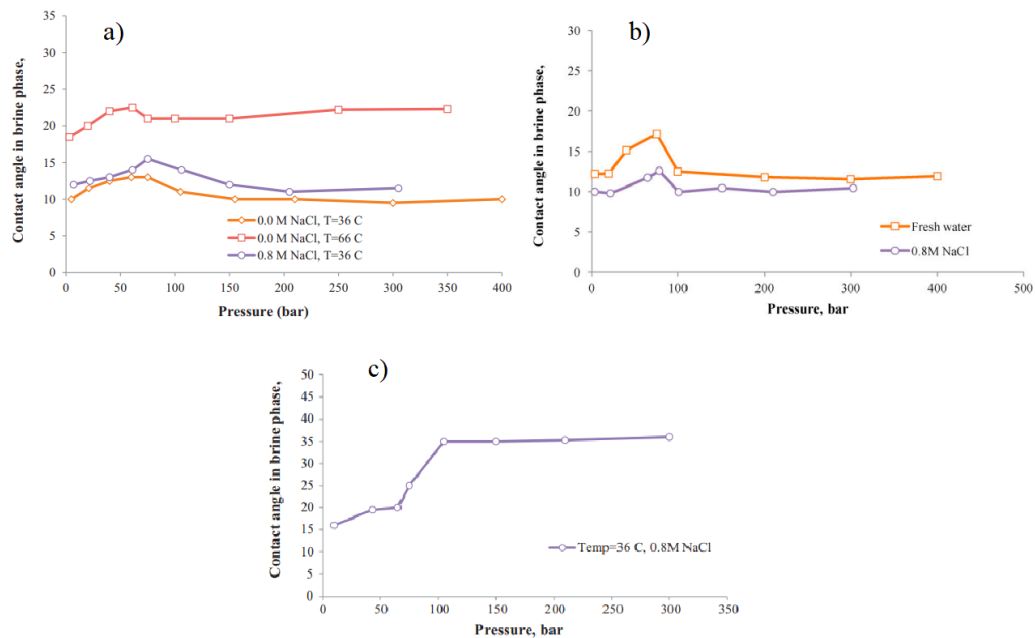 a)
35
30
25
20
15
10
5
0
Contact angle in brine phase,
0.0 M NaCl, T=36 C
0.0 M NaCl, T=66 C
0.8 M NaCl, T=36 C
0 50 100 150 200 250 300 350 400
Pressure (bar)
b)
30
25
20
15
10
5
0
Contact angle in brine phase,
Fresh water
0.8M NaCl
0 100 200 300 400 500
Pressure, bar
c)
50
45
40
35
30
25
20
15
10
5
0
Contact angle in brine phase,
Temp=36 C, 0.8M NaCl
0 50 100 150 200 250 300 350
Pressure, bar